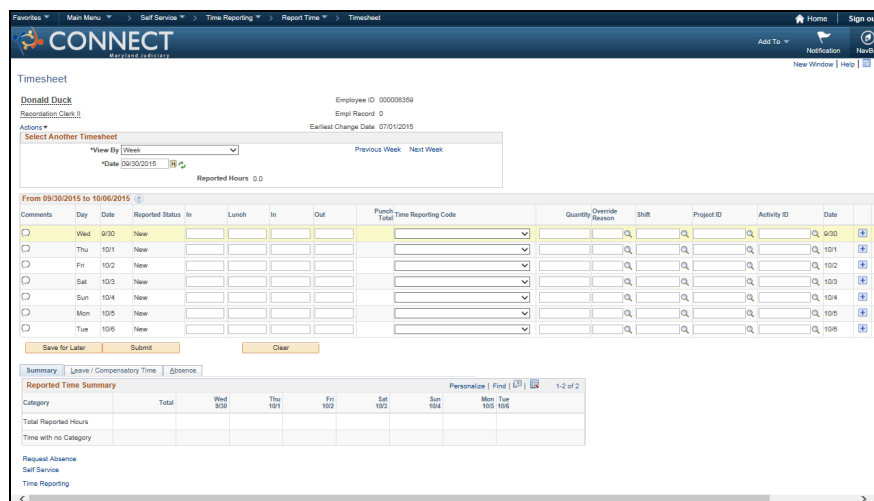 Favorites Main Menu > Self Service > Time Reporting > Report Time > Timesheet Home Sign ou
CONNECT
Maryland Judiciary
Add To Notification NavB
New Window | Help |
Timesheet
Donald Duck Employee ID 000006359
Recordation Clerk II Empl Record 0
Actions Earliest Change Date 07/01/2015
Select Another Timesheet
*View By Week Previous Week Next Week
*Date 09/30/2015
Reported Hours 0.0
From 09/30/2015 to 10/06/2015
Comments Day Date Reported Status In Lunch In Out Punch Total Time Reporting Code Quantity Override Reason Shift Project ID Activity ID Date
Wed 9/30 New 9/30
Thu 10/1 New 10/1
Fri 10/2 New 10/2
Sat 10/3 New 10/3
Sun 10/4 New 10/4
Mon 10/5 New 10/5
Tue 10/6 New 10/6
Save for Later Submit Clear
Summary Leave / Compensatory Time Absence
Reported Time Summary Personalize | Find | 1-2 of 2
Category Total Wed 9/30 Thu 10/1 Fri 10/2 Sat 10/3 Sun 10/4 Mon 10/5 Tue 10/6
Total Reported Hours
Time with no Category
Request Absence
Self Service
Time Reporting